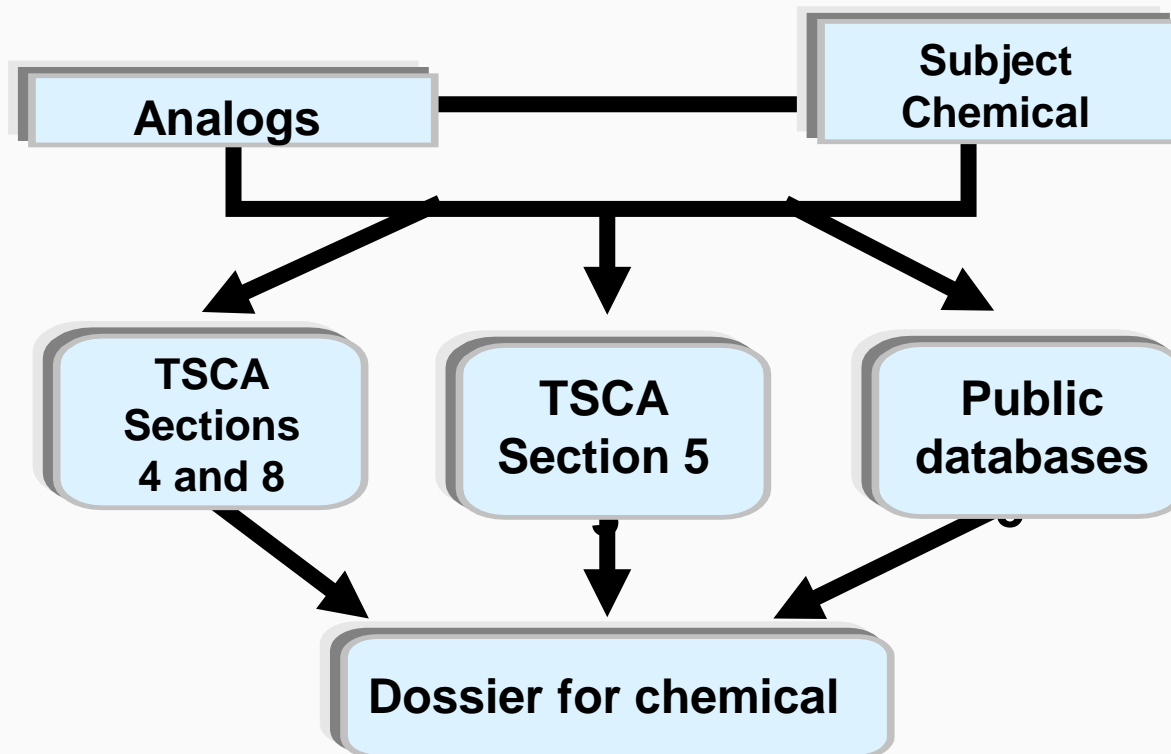 Analogs
Subject
Chemical
TSCA
Sections
4 and 8
TSCA
Section 5
Public
databases
Dossier for chemical